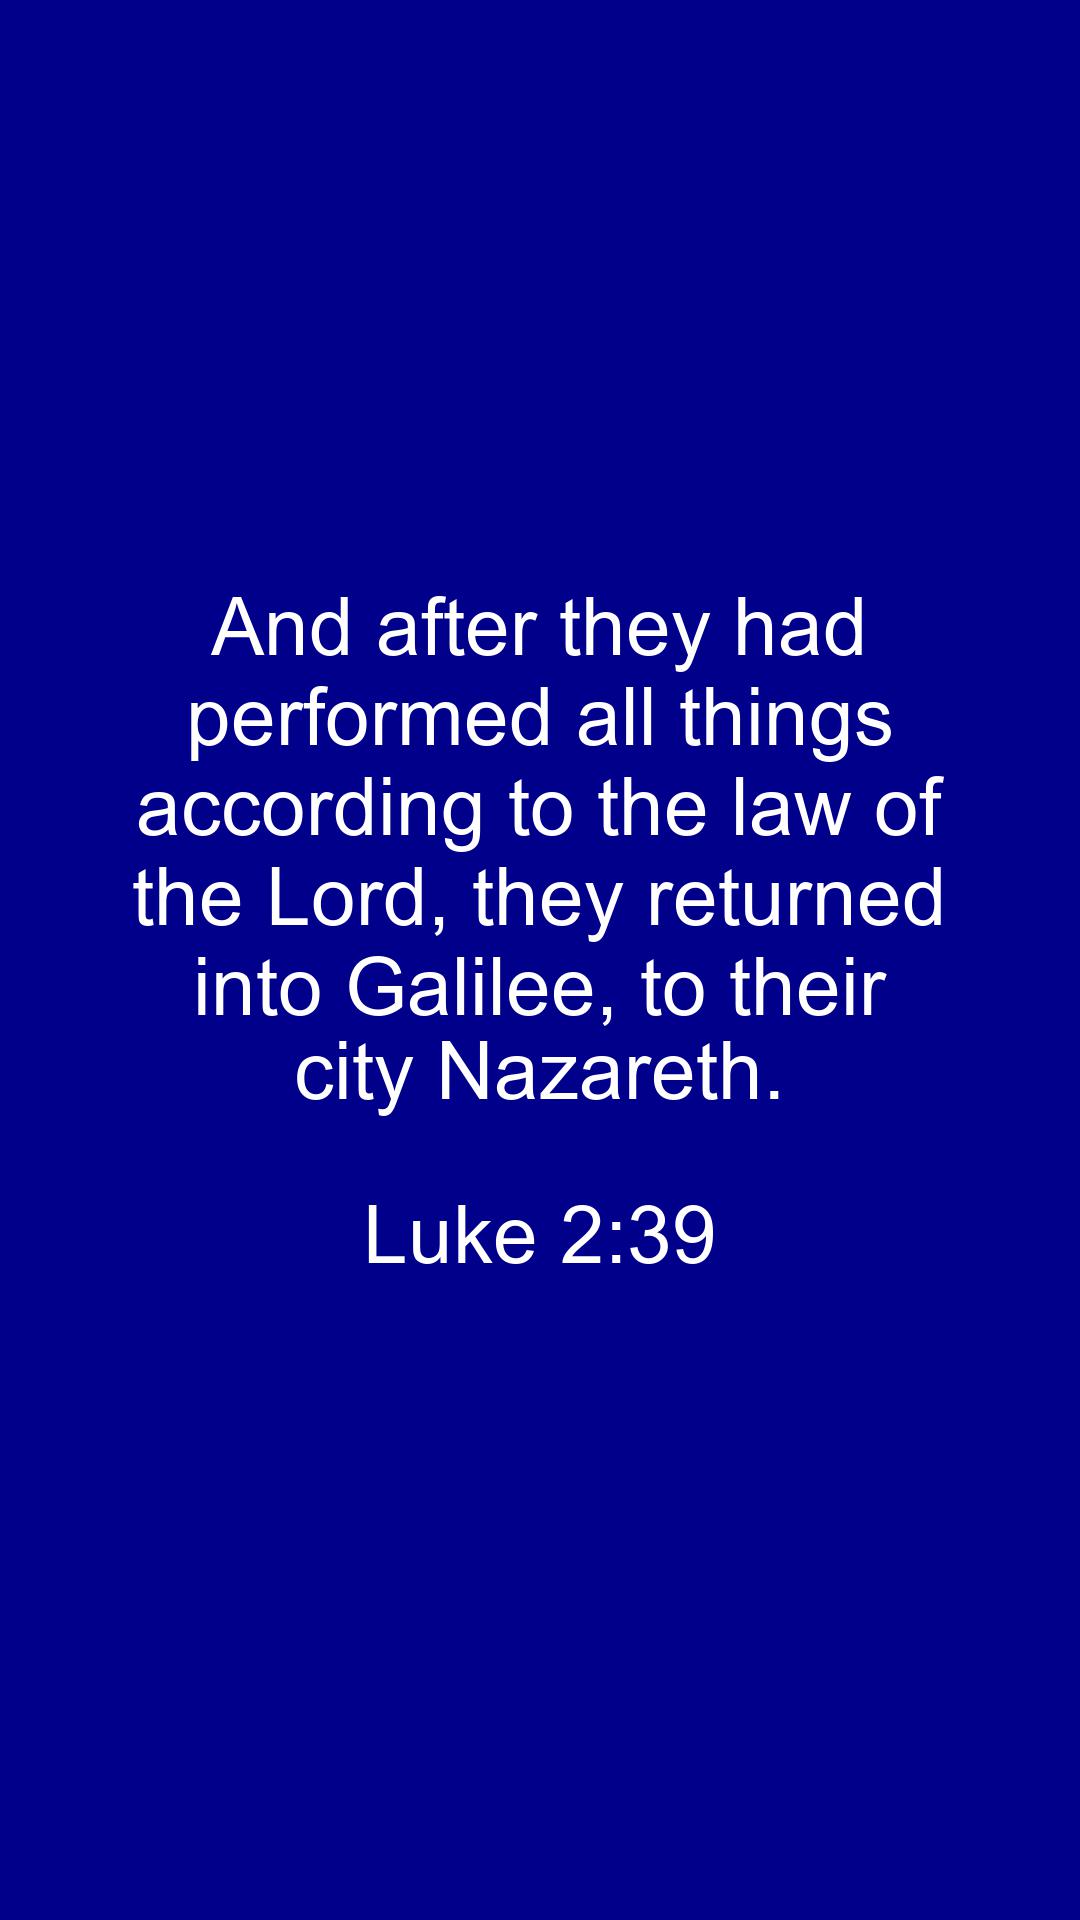 And after they had
performed all things
according to the law of
the Lord, they returned
into Galilee, to their
city Nazareth.
Luke 2:39